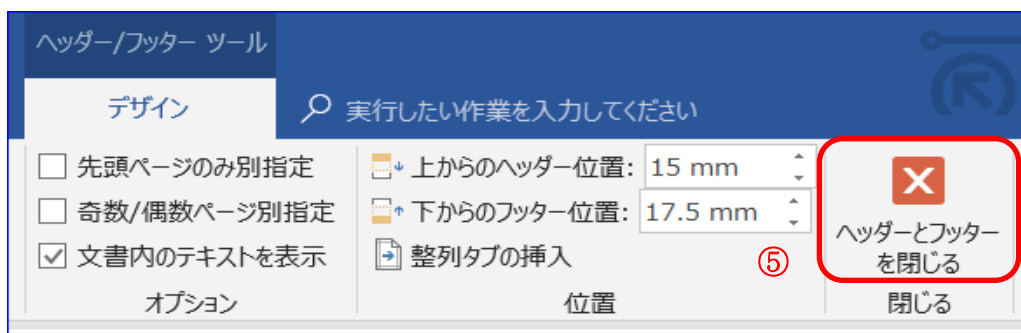 ヘッダー/フッター ツール
デザイン
実行したい作業を入力してください
先頭ページのみ別指定
奇数/偶数ページ別指定
文書内のテキストを表示
オプション
上からのヘッダー位置: 15 mm
下からのフッター位置: 17.5 mm
整列タブの挿入
⑤
位置
ヘッダーとフッター
を閉じる
閉じる